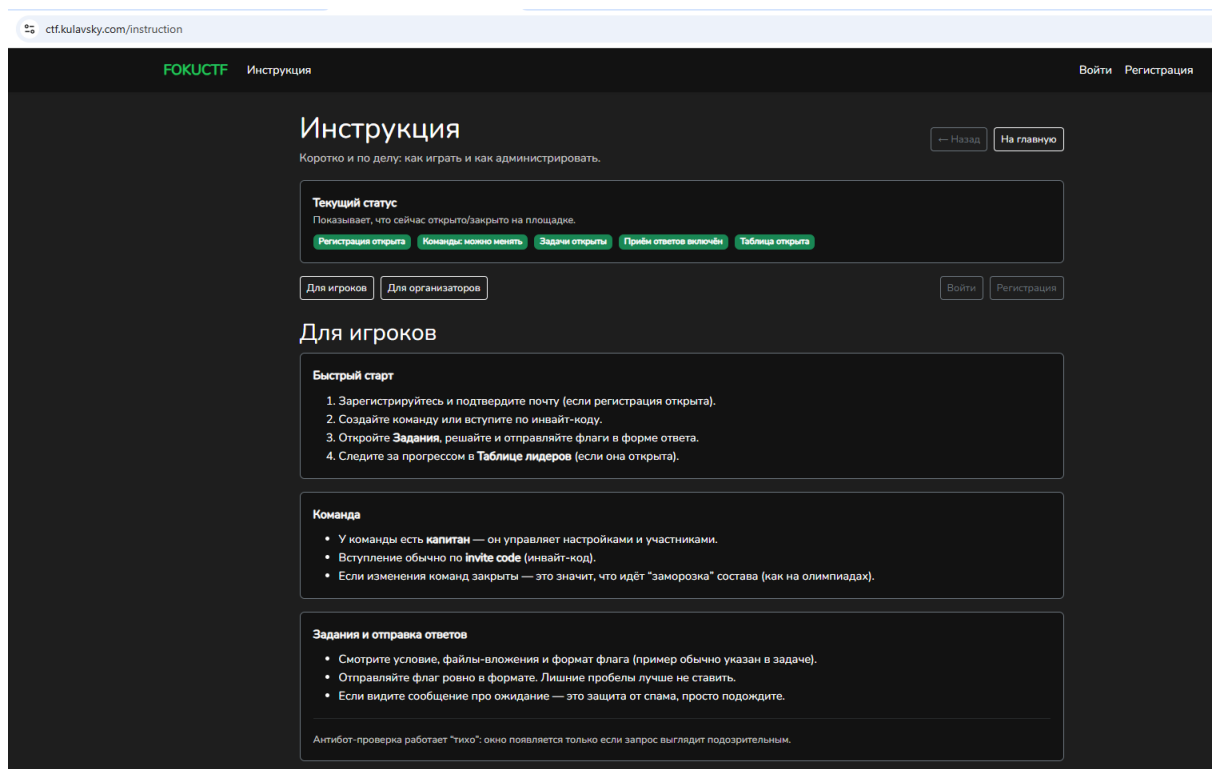 ctf.kulavsky.com/instruction
FOKUCTF Инструкция Войти Регистрация
Инструкция
← Назад На главную
Коротко и по делу: как играть и как администрировать.
Текущий статус
Показывает, что сейчас открыто/закрыто на площадке.
Регистрация открыта Команды: можно менять Задачи открыты Приём ответов включён Таблица открыта
Для игроков Для организаторов Войти Регистрация
Для игроков
Быстрый старт
1. Зарегистрируйтесь и подтвердите почту (если регистрация открыта).
2. Создайте команду или вступите по инвайт-коду.
3. Откройте Задания, решайте и отправляйте флаги в форме ответа.
4. Следите за прогрессом в Таблице лидеров (если она открыта).
Команда
• У команды есть капитан — он управляет настройками и участниками.
• Вступление обычно по invite code (инвайт-код).
• Если изменения команд закрыты — это значит, что идёт "заморозка" состава (как на олимпиадах).
Задания и отправка ответов
• Смотрите условие, файлы-вложения и формат флага (пример обычно указан в задаче).
• Отправляйте флаг ровно в формате. Лишние пробелы лучше не ставить.
• Если видите сообщение про ожидание — это защита от спама, просто подождите.
Антибот-проверка работает "тихо": окно появляется только если запрос выглядит подозрительным.